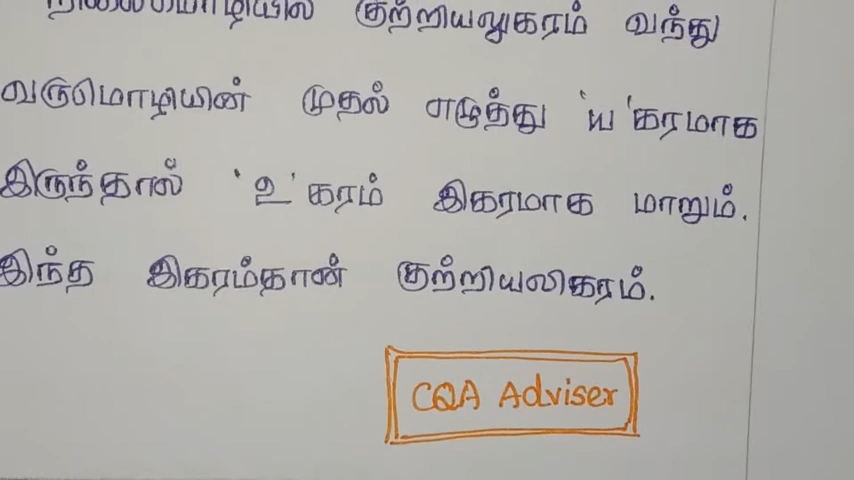 நிலைமொழியில் குற்றியலுகரம் வந்து
வருமொழியின் முதல் எழுத்து 'ய'கரமாக
இருந்தால் 'உ' கரம் இகரமாக மாறும்.
இந்த இகரம்தான் குற்றியலிகரம்.
CQA Adviser